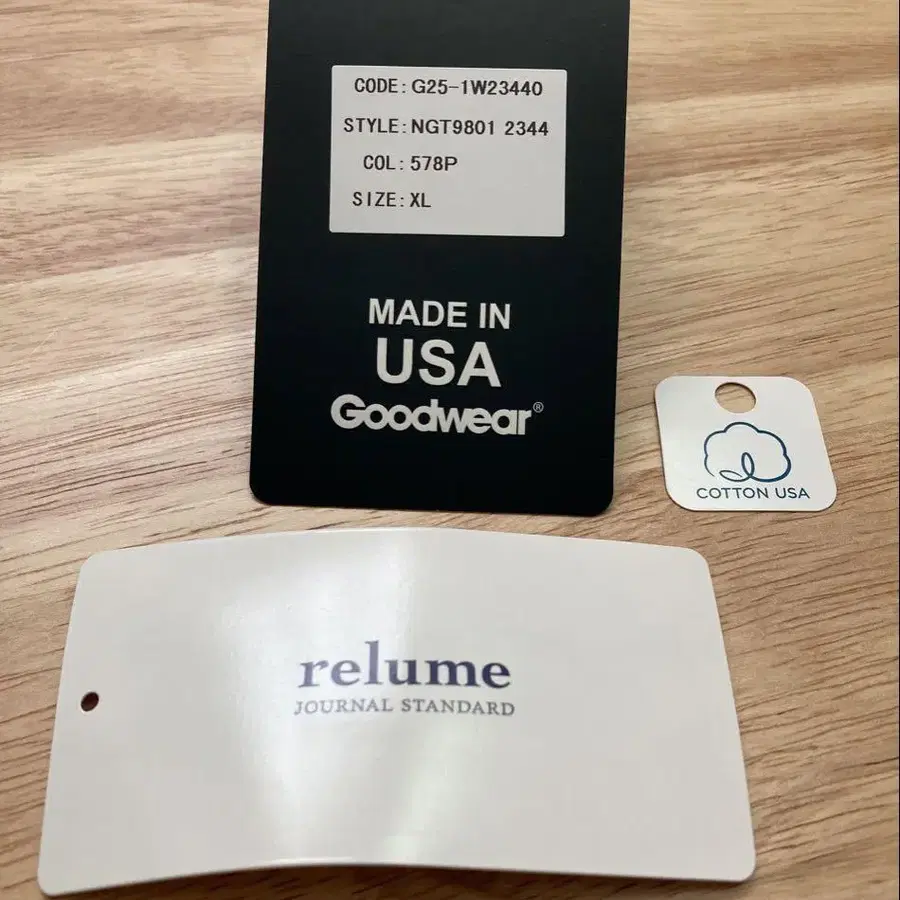 CODE: G25-1W23440
STYLE: NGT9801 2344
COL: 578P
SIZE: XL
MADE IN
USA
Goodwear®
COTTON USA
relume
JOURNAL STANDARD